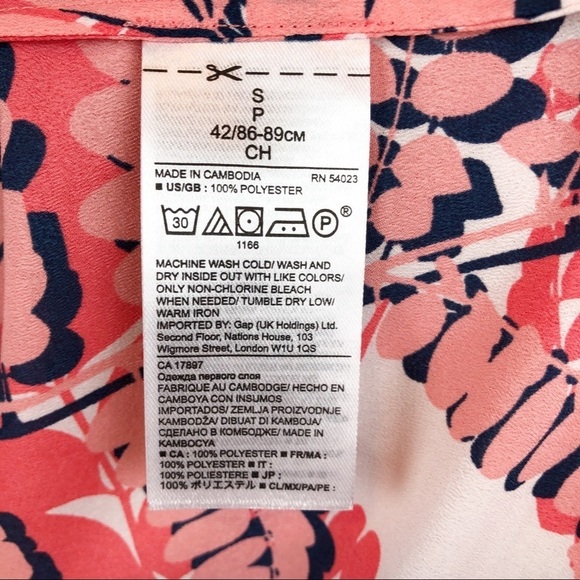 S
P
42/86-89CM
CH
MADE IN CAMBODIA RN 54023
■ US/GB : 100% POLYESTER
30 P ®
1166
MACHINE WASH COLD/ WASH AND
DRY INSIDE OUT WITH LIKE COLORS/
ONLY NON-CHLORINE BLEACH
WHEN NEEDED/ TUMBLE DRY LOW/
WARM IRON
IMPORTED BY: Gap (UK Holdings) Ltd.
Second Floor, Nations House, 103
Wigmore Street, London W1U 1QS
CA 17897
Одежда первого слоя
FABRIQUE AU CAMBODGE/ HECHO EN
CAMBOYA CON INSUMOS
IMPORTADOS/ ZEMLJA PROIZVODNJE
KAMBODŽA/ DIBUAT DI KAMBOJA/
СДЕЛАНО В КОМБОДЖЕ/ MADE IN
KAMBOCYA
■ CA : 100% POLYESTER ■ FR/MA :
100% POLYESTER ■ IT :
100% POLIESTERE ■ JP :
100% ポリエステル ■ CL/MX/PA/PE :